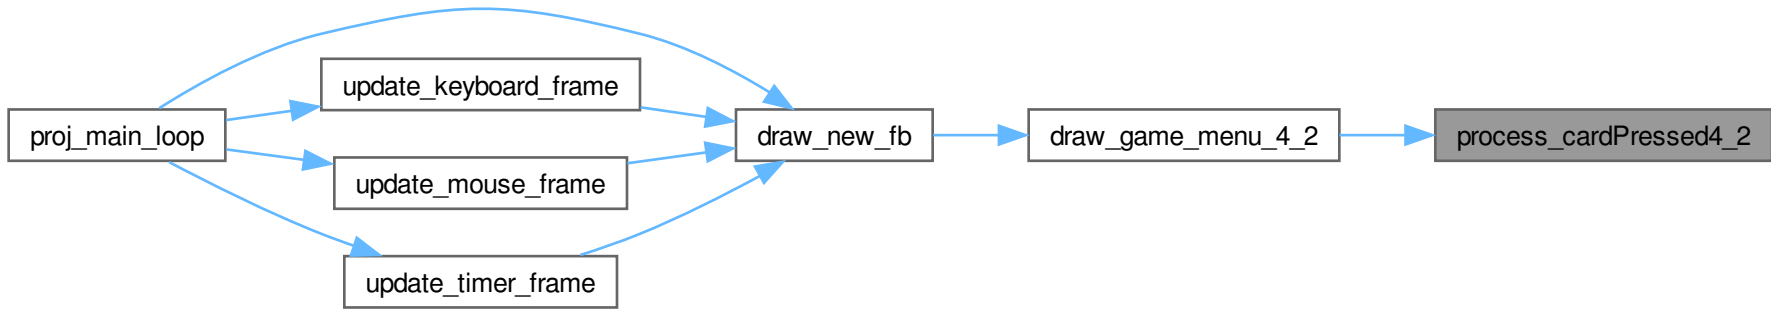 proj_main_loop
update_keyboard_frame
update_mouse_frame
update_timer_frame
draw_new_fb
draw_game_menu_4_2
process_cardPressed4_2